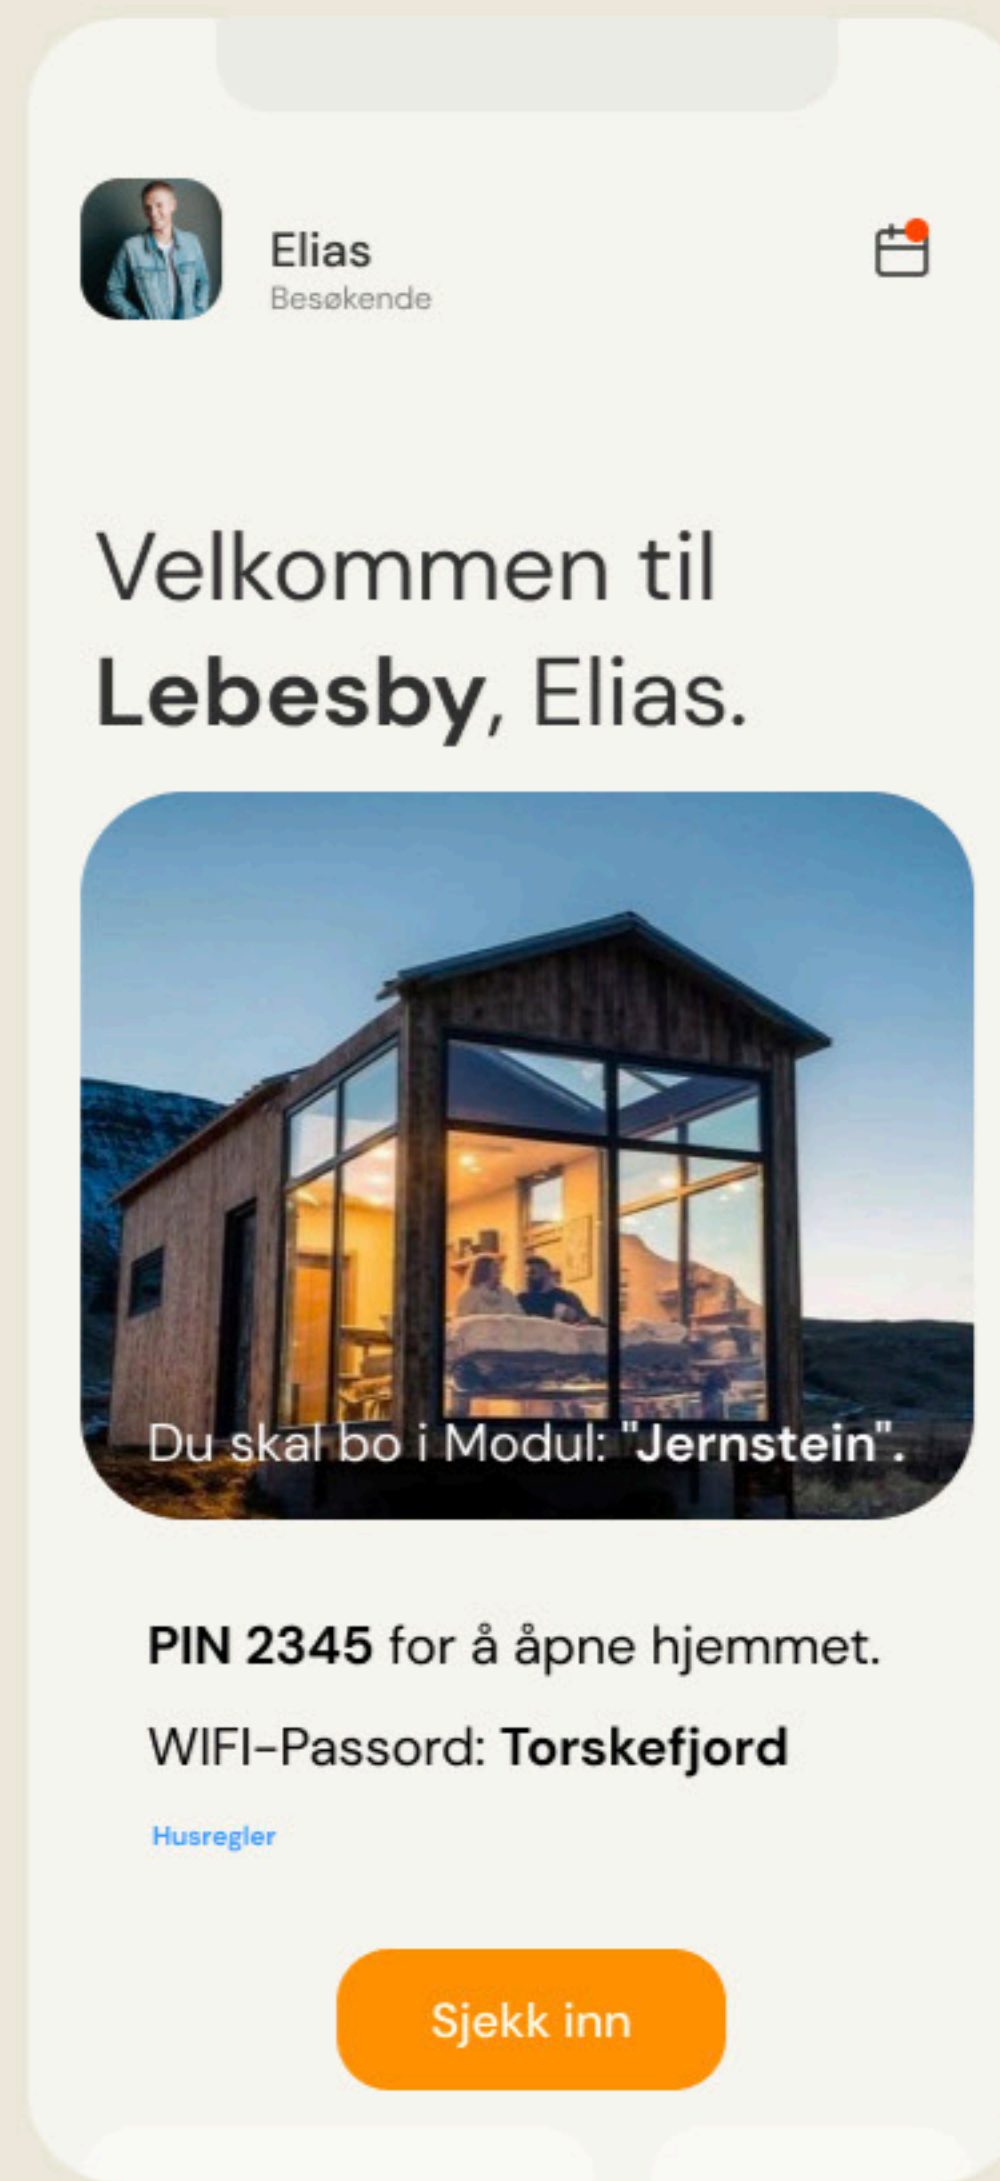 Elias
Besøkende
Velkommen til
Lebesby, Elias.
Du skal bo i Modul: "Jernstein".
PIN 2345 for å åpne hjemmet.
WIFI-Passord: Torskefjord
Husregler
Sjekk inn